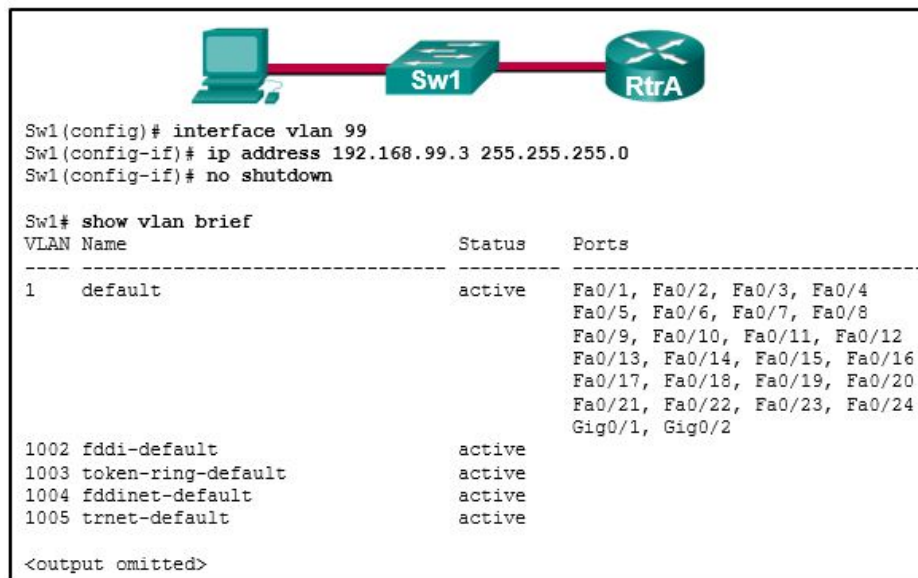 Sw1
RtrA
Sw1(config)# interface vlan 99
Sw1(config-if)# ip address 192.168.99.3 255.255.255.0
Sw1(config-if)# no shutdown
Sw1# show vlan brief
VLAN Name Status Ports
---- -------------------------------- --------- -------------------------------
1 default active Fa0/1, Fa0/2, Fa0/3, Fa0/4
Fa0/5, Fa0/6, Fa0/7, Fa0/8
Fa0/9, Fa0/10, Fa0/11, Fa0/12
Fa0/13, Fa0/14, Fa0/15, Fa0/16
Fa0/17, Fa0/18, Fa0/19, Fa0/20
Fa0/21, Fa0/22, Fa0/23, Fa0/24
Gig0/1, Gig0/2
1002 fddi-default active
1003 token-ring-default active
1004 fddinet-default active
1005 trnet-default active
<output omitted>